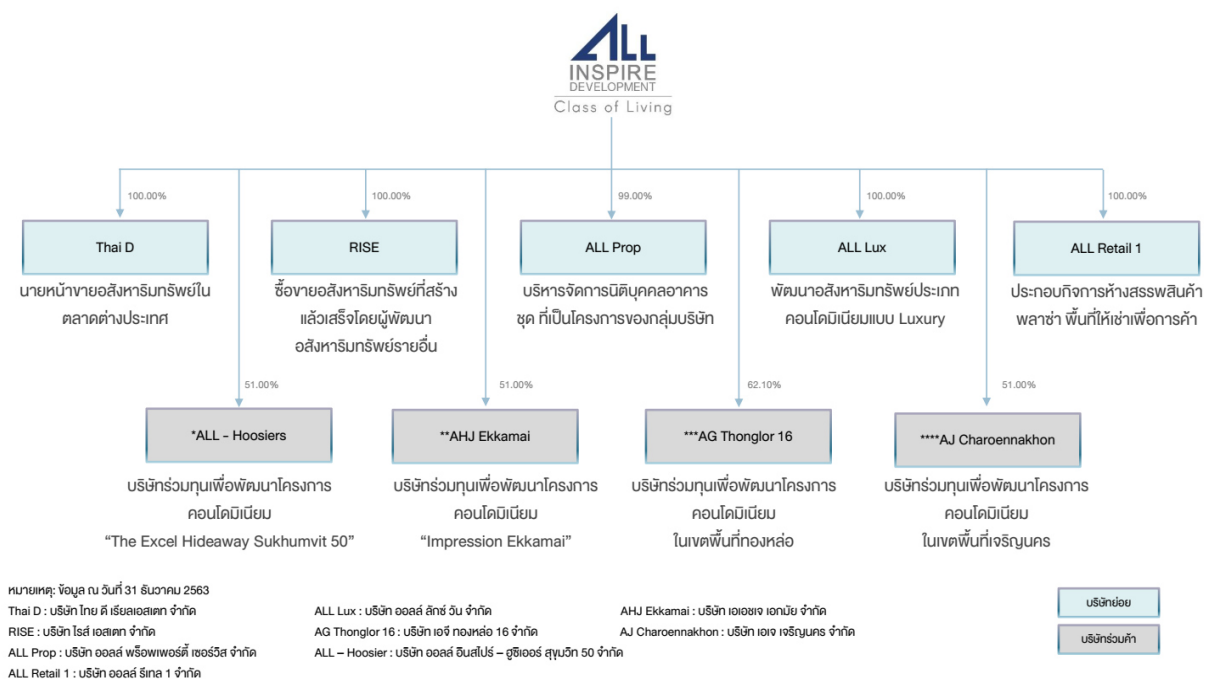 ALL
INSPIRE
DEVELOPMENT
Class of Living
100.00%
100.00%
99.00%
100.00%
100.00%
Thai D
RISE
ALL Prop
ALL Lux
ALL Retail 1
นายหน้าขายอสังหาริมทรัพย์ใน
ตลาดต่างประเทศ
ซื้อขายอสังหาริมทรัพย์ที่สร้าง
แล้วเสร็จโดยผู้พัฒนา
อสังหาริมทรัพย์รายอื่น
บริหารจัดการนิติบุคคลอาคาร
ชุด ที่เป็นโครงการของกลุ่มบริษัท
พัฒนาอสังหาริมทรัพย์ประเภท
คอนโดมิเนียมแบบ Luxury
ประกอบกิจการห้างสรรพสินค้า
พลาซ่า พื้นที่ให้เช่าเพื่อการค้า
51.00%
51.00%
62.10%
51.00%
*ALL - Hoosiers
**AHJ Ekkamai
***AG Thonglor 16
****AJ Charoennakhon
บริษัทร่วมทุนเพื่อพัฒนาโครงการ
คอนโดมิเนียม
“The Excel Hideaway Sukhumvit 50”
บริษัทร่วมทุนเพื่อพัฒนาโครงการ
คอนโดมิเนียม
“Impression Ekkamai”
บริษัทร่วมทุนเพื่อพัฒนาโครงการ
คอนโดมิเนียม
ในเขตพื้นที่ทองหล่อ
บริษัทร่วมทุนเพื่อพัฒนาโครงการ
คอนโดมิเนียม
ในเขตพื้นที่เจริญนคร
หมายเหตุ: ข้อมูล ณ วันที่ 31 ธันวาคม 2563
Thai D : บริษัท ไทย ดี เรียลเอสเตท จำกัด
RISE : บริษัท ไรส์ เอสเตท จำกัด
ALL Prop : บริษัท ออลล์ พร็อพเพอร์ตี้ เซอร์วิส จำกัด
ALL Retail 1 : บริษัท ออลล์ รีเทล 1 จำกัด
ALL Lux : บริษัท ออลล์ ลักซ์ วัน จำกัด
AG Thonglor 16 : บริษัท เอจี ทองหล่อ 16 จำกัด
ALL – Hoosier : บริษัท ออลล์ อินสไปร์ – ฮูซิเออร์ สุขุมวิท 50 จำกัด
AHJ Ekkamai : บริษัท เอเอชเจ เอกมัย จำกัด
AJ Charoennakhon : บริษัท เอเจ เจริญนคร จำกัด
บริษัทย่อย
บริษัทร่วมค้า